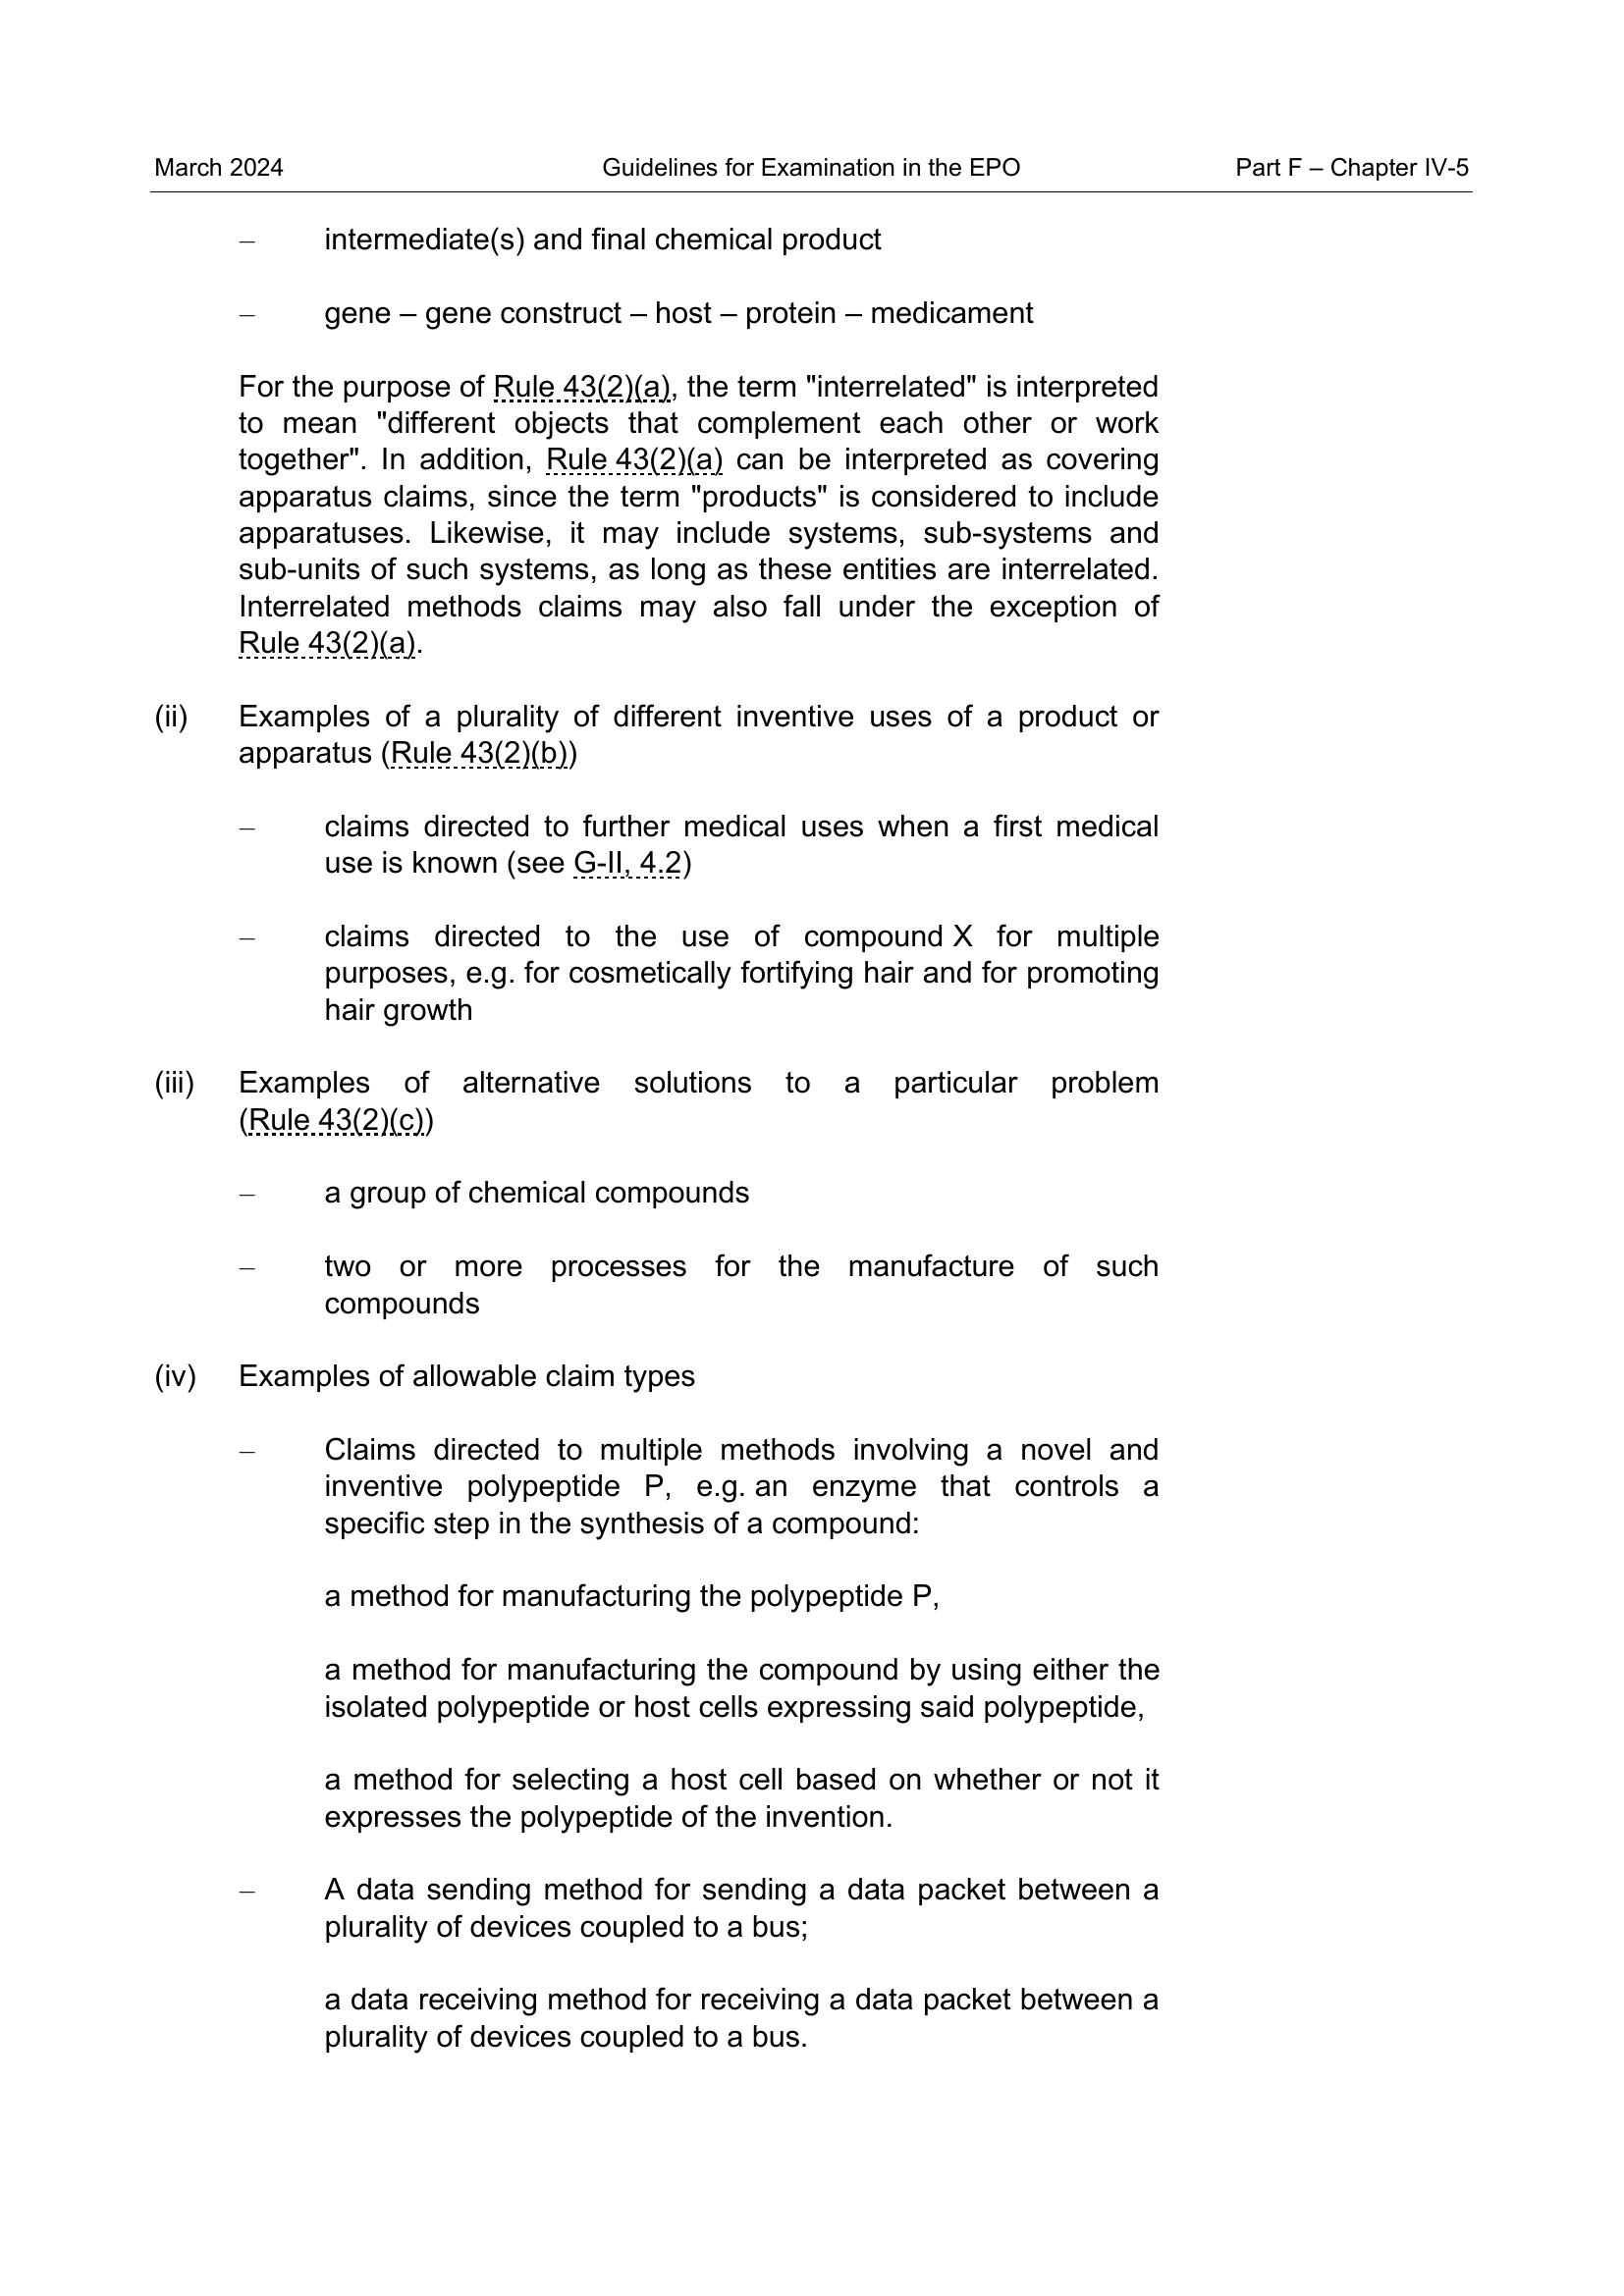 March 2024 Guidelines for Examination in the EPO Part F – Chapter IV-5
– intermediate(s) and final chemical product
– gene – gene construct – host – protein – medicament
For the purpose of Rule 43(2)(a), the term "interrelated" is interpreted
to mean "different objects that complement each other or work
together". In addition, Rule 43(2)(a) can be interpreted as covering
apparatus claims, since the term "products" is considered to include
apparatuses. Likewise, it may include systems, sub-systems and
sub-units of such systems, as long as these entities are interrelated.
Interrelated methods claims may also fall under the exception of
Rule 43(2)(a).
(ii) Examples of a plurality of different inventive uses of a product or
apparatus (Rule 43(2)(b))
– claims directed to further medical uses when a first medical
use is known (see G-II, 4.2)
– claims directed to the use of compound X for multiple
purposes, e.g. for cosmetically fortifying hair and for promoting
hair growth
(iii) Examples of alternative solutions to a particular problem
(Rule 43(2)(c))
– a group of chemical compounds
– two or more processes for the manufacture of such
compounds
(iv) Examples of allowable claim types
– Claims directed to multiple methods involving a novel and
inventive polypeptide P, e.g. an enzyme that controls a
specific step in the synthesis of a compound:
a method for manufacturing the polypeptide P,
a method for manufacturing the compound by using either the
isolated polypeptide or host cells expressing said polypeptide,
a method for selecting a host cell based on whether or not it
expresses the polypeptide of the invention.
– A data sending method for sending a data packet between a
plurality of devices coupled to a bus;
a data receiving method for receiving a data packet between a
plurality of devices coupled to a bus.